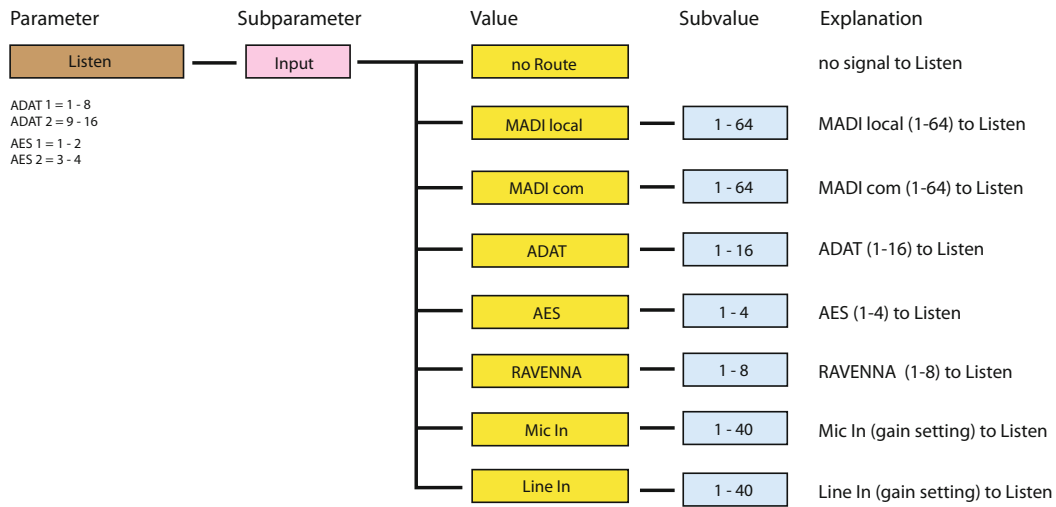 Parameter Subparameter Value Subvalue Explanation
Listen Input no Route no signal to Listen
ADAT 1 = 1 - 8
ADAT 2 = 9 - 16
AES 1 = 1 - 2
AES 2 = 3 - 4
MADI local 1 - 64 MADI local (1-64) to Listen
MADI com 1 - 64 MADI com (1-64) to Listen
ADAT 1 - 16 ADAT (1-16) to Listen
AES 1 - 4 AES (1-4) to Listen
RAVENNA 1 - 8 RAVENNA (1-8) to Listen
Mic In 1 - 40 Mic In (gain setting) to Listen
Line In 1 - 40 Line In (gain setting) to Listen